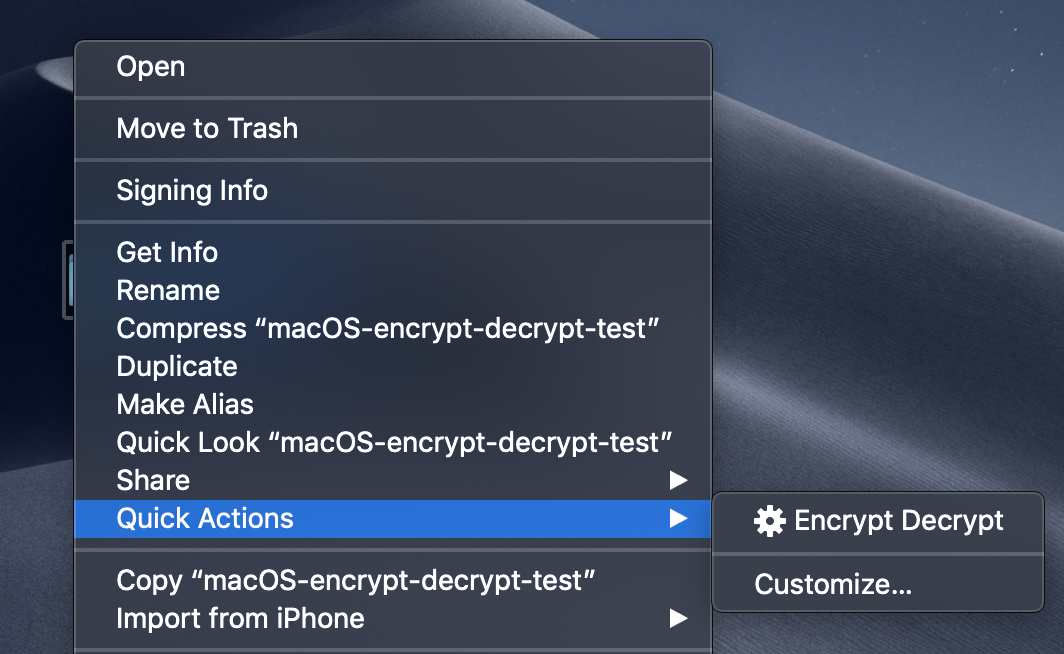 Open
Move to Trash
Signing Info
Get Info
Rename
Compress “macOS-encrypt-decrypt-test”
Duplicate
Make Alias
Quick Look “macOS-encrypt-decrypt-test”
Share
Quick Actions
Encrypt Decrypt
Customize...
Copy “macOS-encrypt-decrypt-test”
Import from iPhone